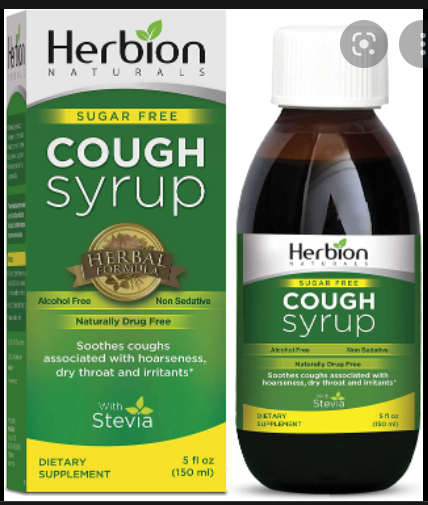 Herbion
NATURALS
SUGAR FREE
COUGH
syrup
HERBAL
FORMULA
Alcohol Free Non Sedative
Naturally Drug Free
Soothes coughs
associated with hoarseness,
dry throat and irritants*
With
Stevia
DIETARY
SUPPLEMENT
5 fl oz
(150 ml)
Herbion
NATURALS
SUGAR FREE
COUGH
syrup
Alcohol Free Non Sedative
Naturally Drug Free
Soothes coughs associated with
hoarseness, dry throat and irritants*
With
Stevia
DIETARY
SUPPLEMENT
5 fl oz
(150 ml)